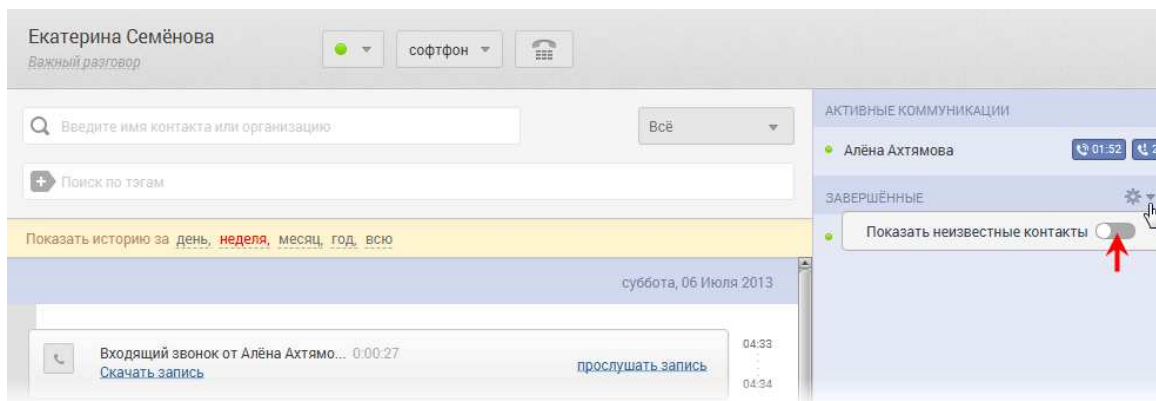 Екатерина Семёнова
Важный разговор
софтфон
Введите имя контакта или организацию
Всё
Поиск по тэгам
Показать историю за день, неделя, месяц, год, всю
суббота, 06 Июля 2013
Входящий звонок от Алёна Ахтямо... 0:00:27
Скачать запись
прослушать запись
04:33
04:34
АКТИВНЫЕ КОММУНИКАЦИИ
Алёна Ахтямова
01:52
ЗАВЕРШЁННЫЕ
Показать неизвестные контакты